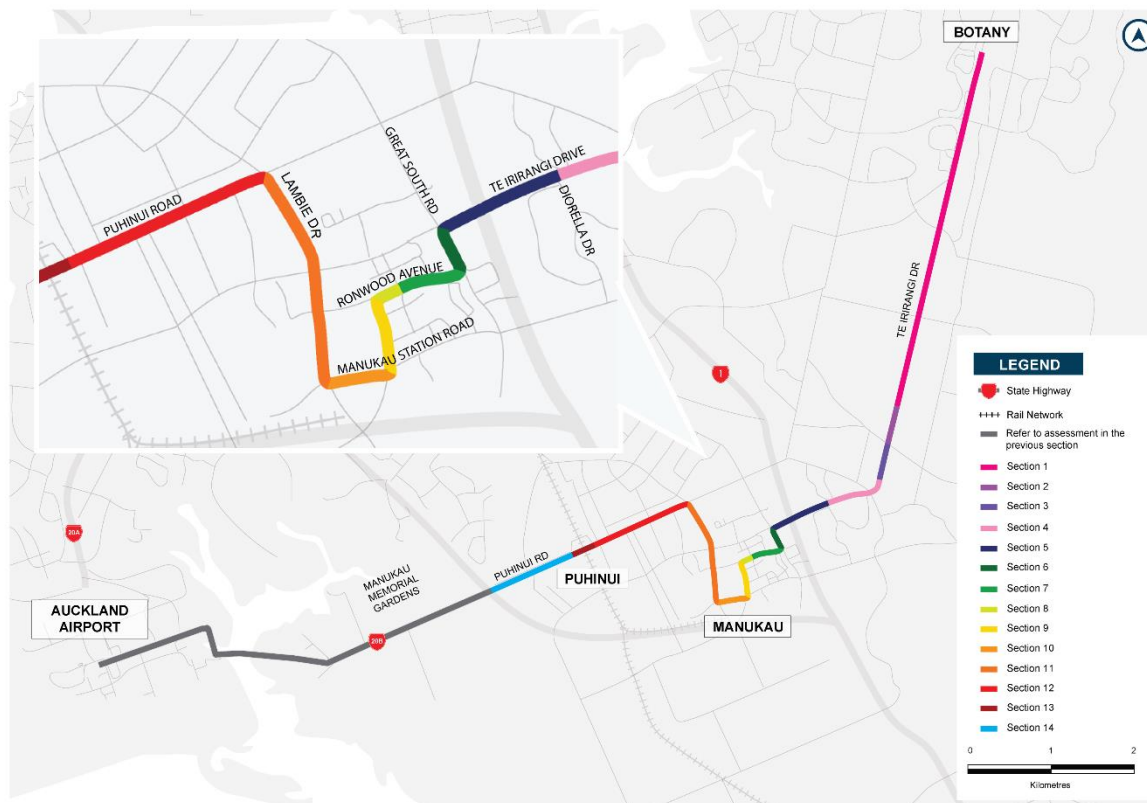 BOTANY
GREAT SOUTH RD
TE IRIRANGI DRIVE
DIORELLA DR
LAMBIE DR
PUHINUI ROAD
RONWOOD AVENUE
MANUKAU STATION ROAD
TE IRIRANGI DR
1
20A
PUHINUI RD
PUHINUI
MANUKAU
MEMORIAL
GARDENS
AUCKLAND
AIRPORT
20B
MANUKAU
LEGEND
State Highway
Rail Network
Refer to assessment in the
previous section
Section 1
Section 2
Section 3
Section 4
Section 5
Section 6
Section 7
Section 8
Section 9
Section 10
Section 11
Section 12
Section 13
Section 14
0 1 2
Kilometres